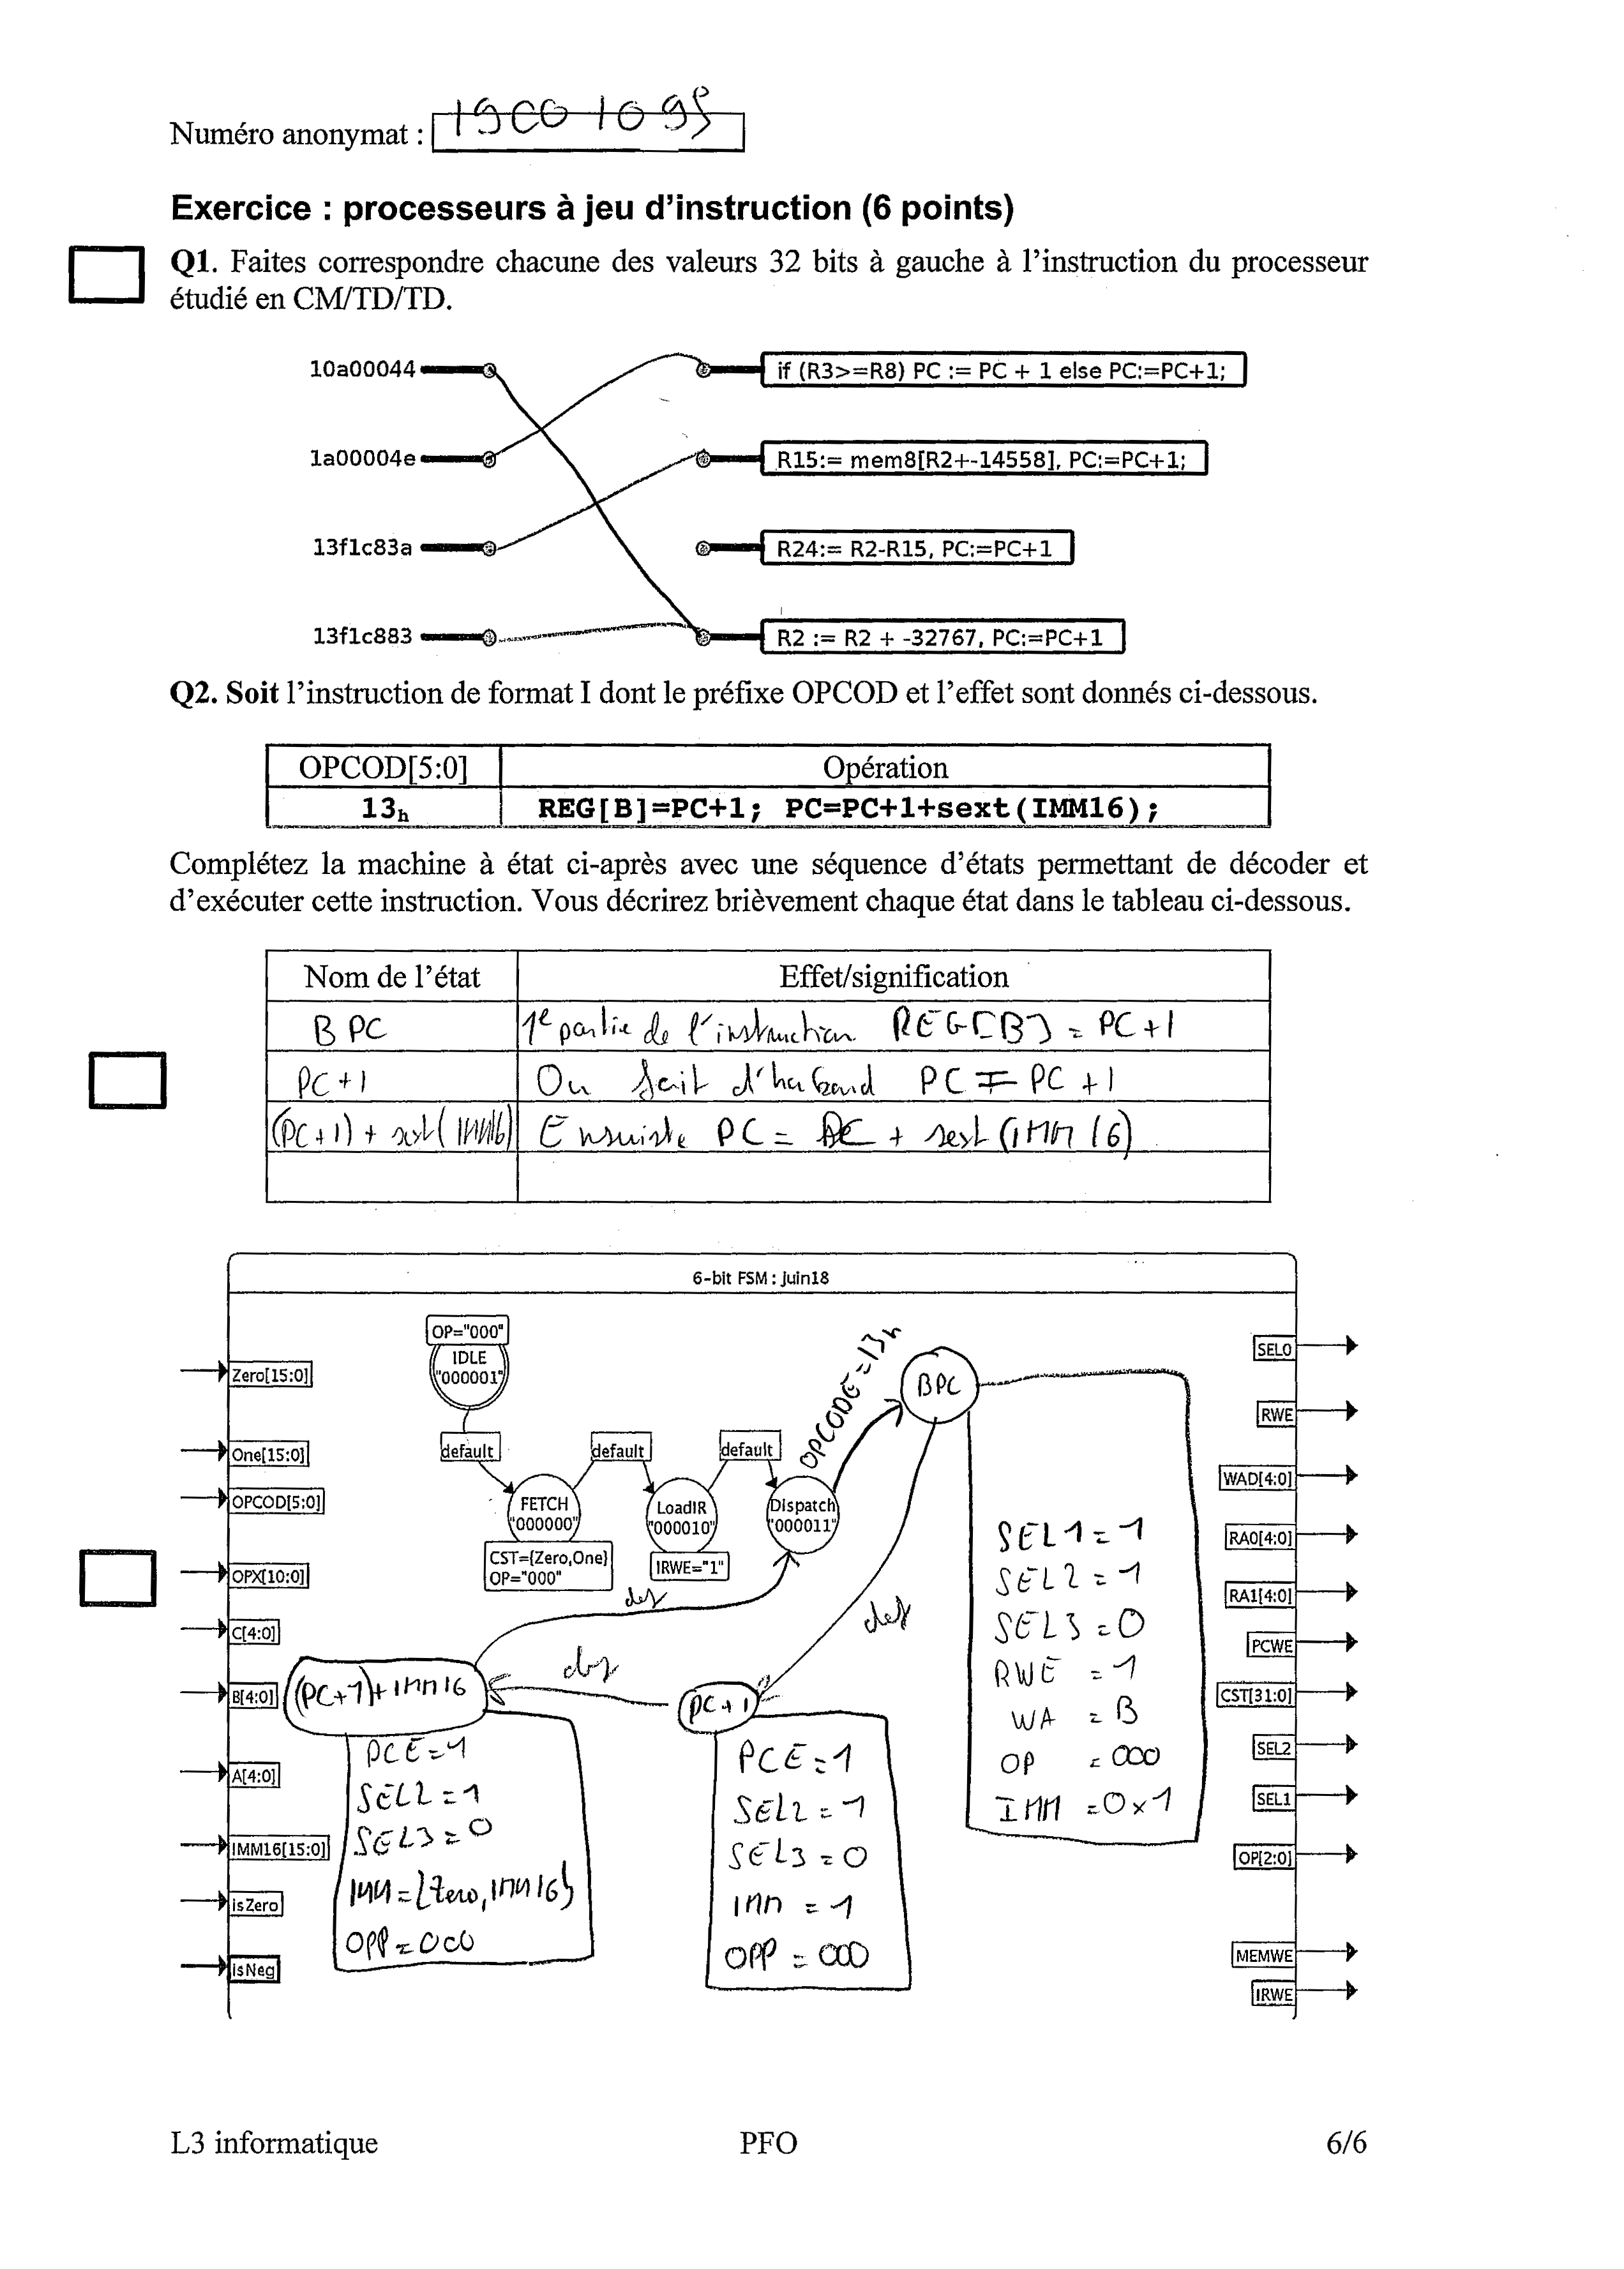 Numéro anonymat : 19001095
Exercice : processeurs à jeu d'instruction (6 points)
Q1. Faites correspondre chacune des valeurs 32 bits à gauche à l'instruction du processeur
étudié en CM/TD/TD.
10a00044 if (R3>=R8) PC := PC + 1 else PC:=PC+1;
1a00004e R15:= mem8[R2+-14558], PC:=PC+1;
13f1c83a R24:= R2-R15, PC:=PC+1
13f1c883 R2 := R2 + -32767, PC:=PC+1
Q2. Soit l'instruction de format I dont le préfixe OPCOD et l'effet sont donnés ci-dessous.
OPCOD[5:0] Opération
13h REG[B]=PC+1; PC=PC+1+sext(IMM16);
Complétez la machine à état ci-après avec une séquence d'états permettant de décoder et
d'exécuter cette instruction. Vous décrirez brièvement chaque état dans le tableau ci-dessous.
Nom de l'état Effet/signification
BPC 1e partie de l'instruction REG[B] = PC+1
PC+1 On fait d'habord PC = PC +1
(PC+1)+sext(IMM16) Ensuiste PC = PC + sext(IMM16)
6-bit FSM : juin18
OP="000"
IDLE
"000001"
default
default
default
OPCODE=13h
BPC
FETCH
"000000"
CST={Zero,One}
OP="000"
LoadIR
"000010"
IRWE="1"
Dispatch
"000011"
def
def
def
SEL1=1
SEL2=1
SEL3=0
RWE=1
WA=B
OP=000
IMM=0x1
PC+1
PCE=1
SEL2=1
SEL3=0
IMM=1
OPP=000
(PC+1)+IMM16
PCE=1
SEL2=1
SEL3=0
IMM={Zero,IMM16}
OPP=000
Zero[15:0]
One[15:0]
OPCOD[5:0]
OPX[10:0]
C[4:0]
B[4:0]
A[4:0]
IMM16[15:0]
isZero
isNeg
SEL0
RWE
WAD[4:0]
RA0[4:0]
RA1[4:0]
PCWE
CST[31:0]
SEL2
SEL1
OP[2:0]
MEMWE
IRWE
L3 informatique PFO 6/6